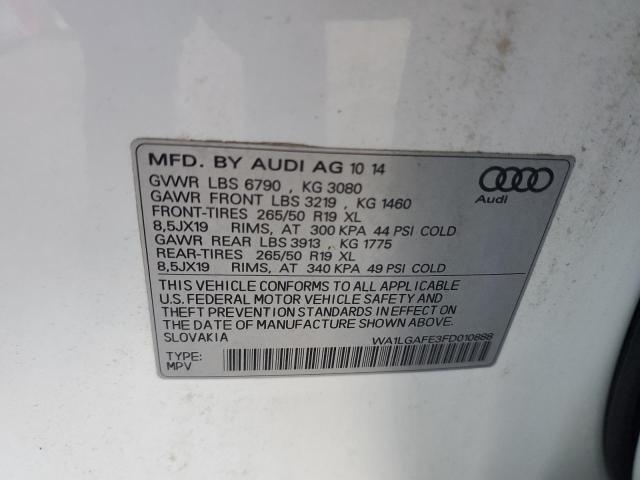 MFD. BY AUDI AG 10 14
GVWR LBS 6790 , KG 3080
GAWR FRONT LBS 3219 , KG 1460
FRONT-TIRES 265/50 R19 XL
8,5JX19 RIMS, AT 300 KPA 44 PSI COLD
GAWR REAR LBS 3913 , KG 1775
REAR-TIRES 265/50 R19 XL
8,5JX19 RIMS, AT 340 KPA 49 PSI COLD
Audi
THIS VEHICLE CONFORMS TO ALL APPLICABLE
U.S. FEDERAL MOTOR VEHICLE SAFETY AND
THEFT PREVENTION STANDARDS IN EFFECT ON
THE DATE OF MANUFACTURE SHOWN ABOVE
SLOVAKIA
WA1LGAFE3FD010888
TYPE:
MPV